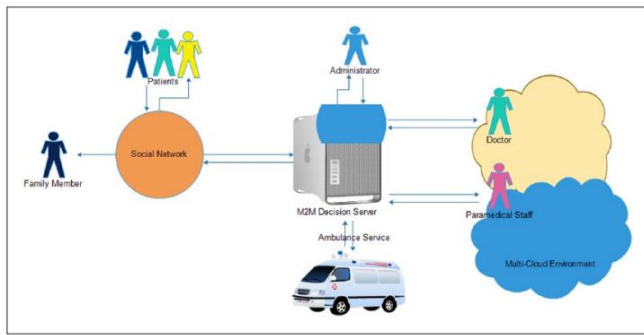 Patients
Administrator
Doctor
Social Network
Family Member
Paramedical Staff
M2M Decision Server
Ambulance Service
Multi-Cloud Environment